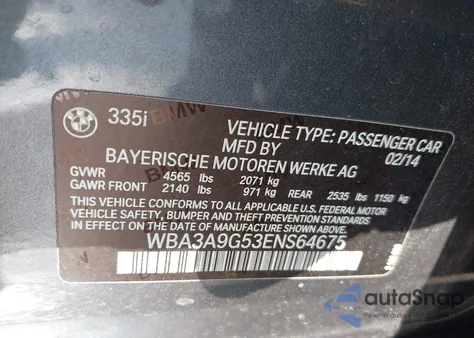 335i
VEHICLE TYPE: PASSENGER CAR
MFD BY 02/14
BAYERISCHE MOTOREN WERKE AG
GVWR 4565 lbs 2071 kg
GAWR FRONT 2140 lbs 971 kg REAR 2535 lbs 1150 kg
THIS VEHICLE CONFORMS TO ALL APPLICABLE U.S. FEDERAL MOTOR
VEHICLE SAFETY, BUMPER AND THEFT PREVENTION STANDARDS
IN EFFECT ON THE DATE OF MANUFACTURE SHOWN ABOVE.
WBA3A9G53ENS64675
autoSnap